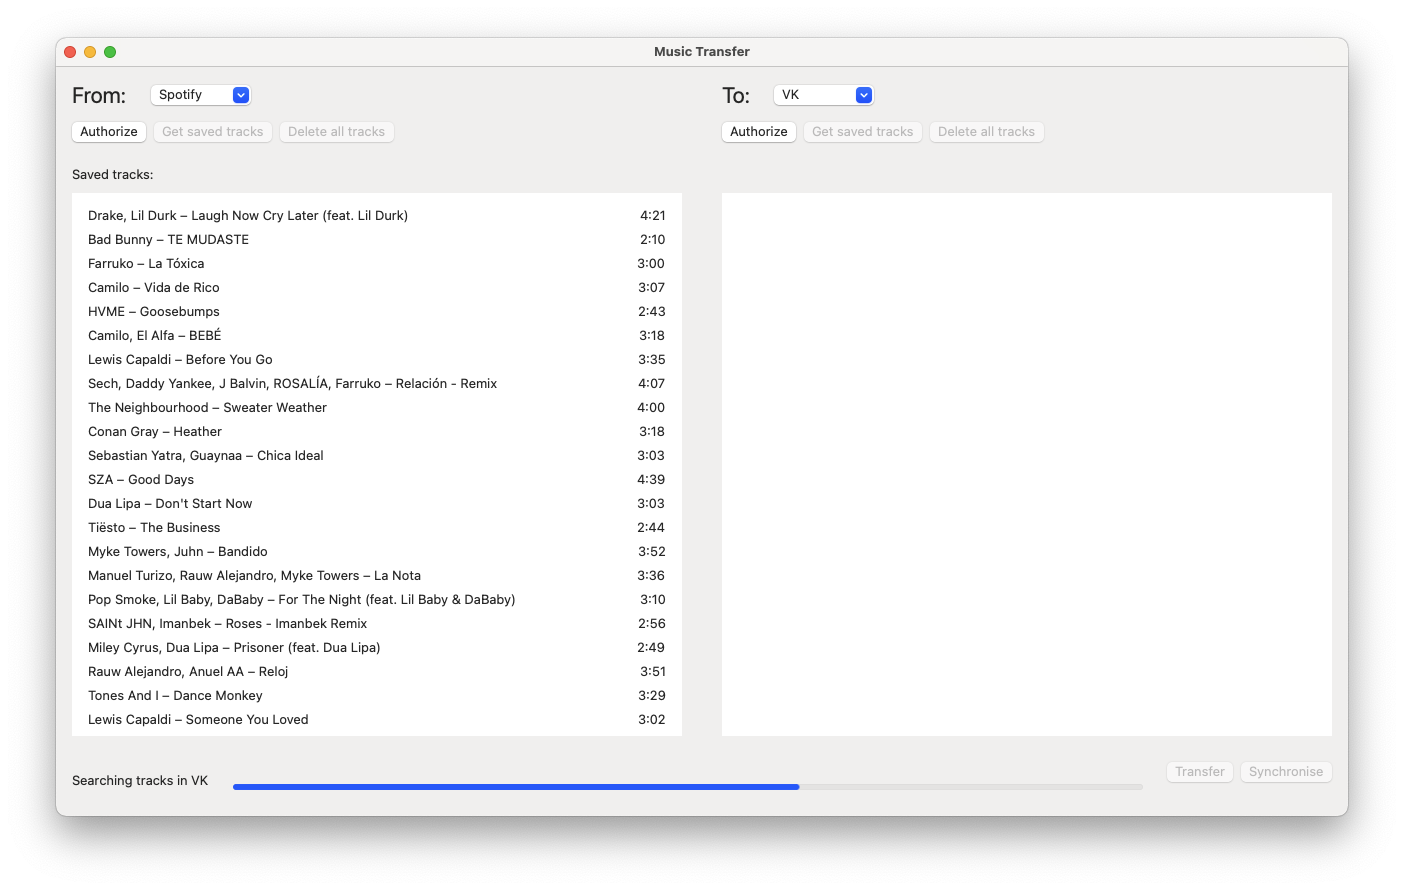 Music Transfer
From: Spotify
To: VK
Authorize Get saved tracks Delete all tracks
Authorize Get saved tracks Delete all tracks
Saved tracks:
Drake, Lil Durk – Laugh Now Cry Later (feat. Lil Durk) 4:21
Bad Bunny – TE MUDASTE 2:10
Farruko – La Tóxica 3:00
Camilo – Vida de Rico 3:07
HVME – Goosebumps 2:43
Camilo, El Alfa – BEBÉ 3:18
Lewis Capaldi – Before You Go 3:35
Sech, Daddy Yankee, J Balvin, ROSALÍA, Farruko – Relación - Remix 4:07
The Neighbourhood – Sweater Weather 4:00
Conan Gray – Heather 3:18
Sebastian Yatra, Guaynaa – Chica Ideal 3:03
SZA – Good Days 4:39
Dua Lipa – Don't Start Now 3:03
Tiësto – The Business 2:44
Myke Towers, Juhn – Bandido 3:52
Manuel Turizo, Rauw Alejandro, Myke Towers – La Nota 3:36
Pop Smoke, Lil Baby, DaBaby – For The Night (feat. Lil Baby & DaBaby) 3:10
SAINt JHN, Imanbek – Roses - Imanbek Remix 2:56
Miley Cyrus, Dua Lipa – Prisoner (feat. Dua Lipa) 2:49
Rauw Alejandro, Anuel AA – Reloj 3:51
Tones And I – Dance Monkey 3:29
Lewis Capaldi – Someone You Loved 3:02
Searching tracks in VK
Transfer Synchronise